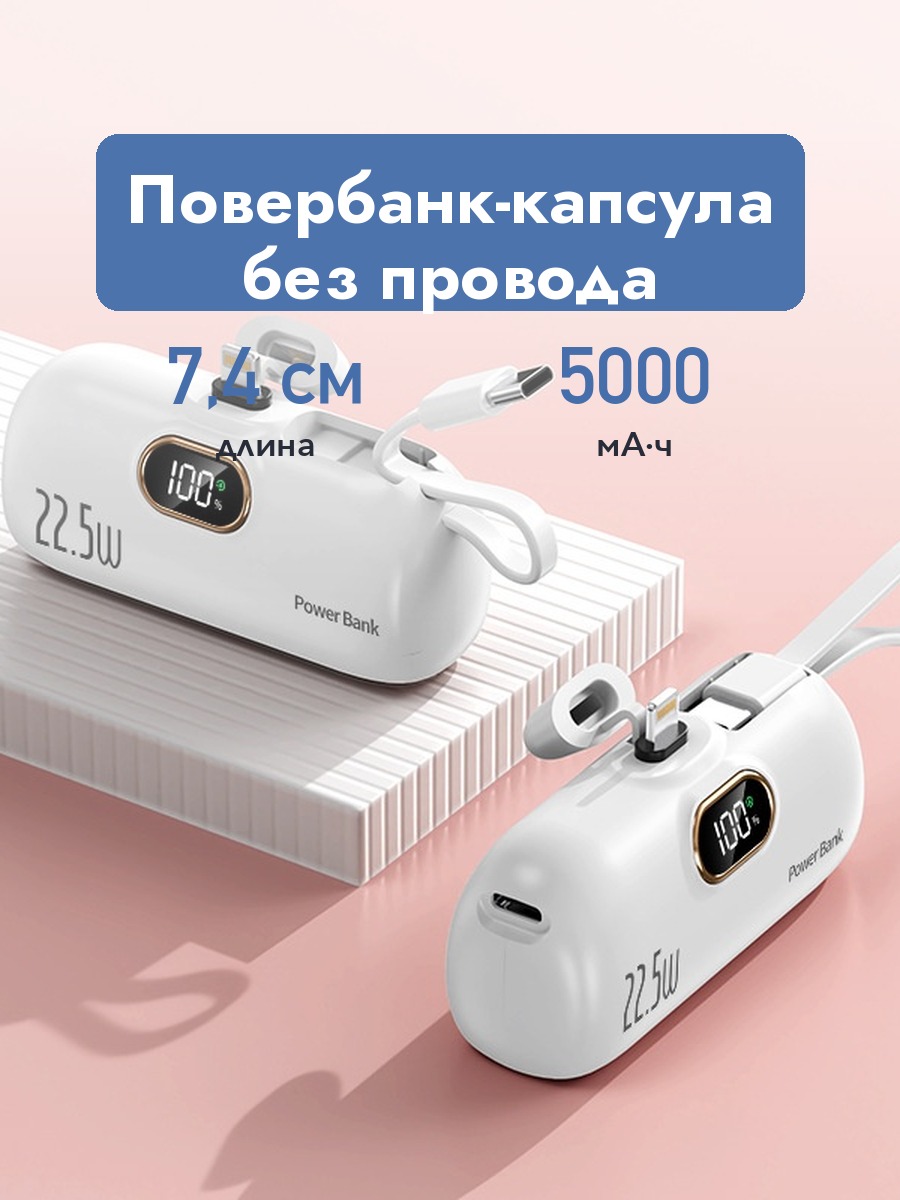 Повербанк-капсула
без провода
7,4 см
длина
5000
мА·ч
100%
22.5W
Power Bank
100%
Power Bank
22.5W